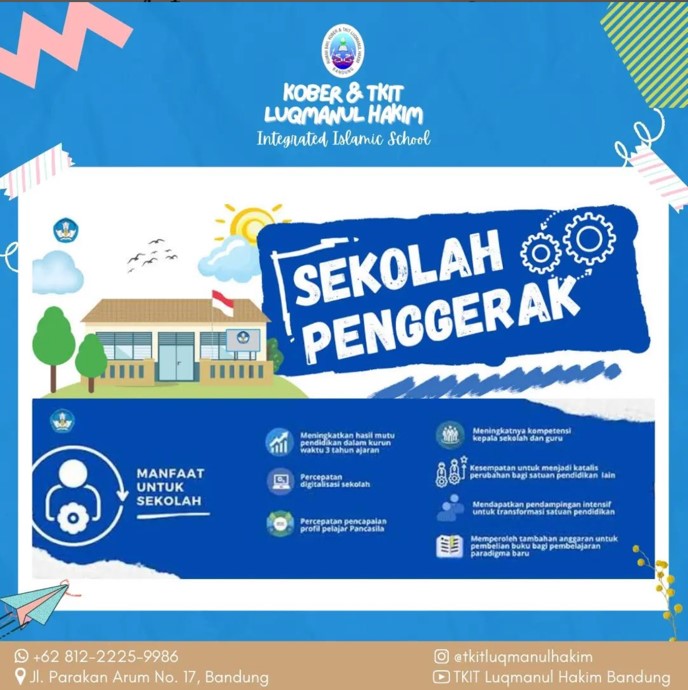 KOBER & TKIT
LUQMANUL HAKIM
Integrated Islamic School
SEKOLAH
PENGGERAK
MANFAAT
UNTUK
SEKOLAH
Meningkatkan hasil mutu
pendidikan dalam kurun
waktu 3 tahun ajaran
Percepatan
digitalisasi sekolah
Percepatan pencapaian
profil pelajar Pancasila
Meningkatnya kompetensi
kepala sekolah dan guru
Kesempatan untuk menjadi katalis
perubahan bagi satuan pendidikan lain
Mendapatkan pendampingan intensif
untuk transformasi satuan pendidikan
Memperoleh tambahan anggaran untuk
pembelian buku bagi pembelajaran
paradigma baru
+62 812-2225-9986
Jl. Parakan Arum No. 17, Bandung
@tkitluqmanulhakim
TKIT Luqmanul Hakim Bandung